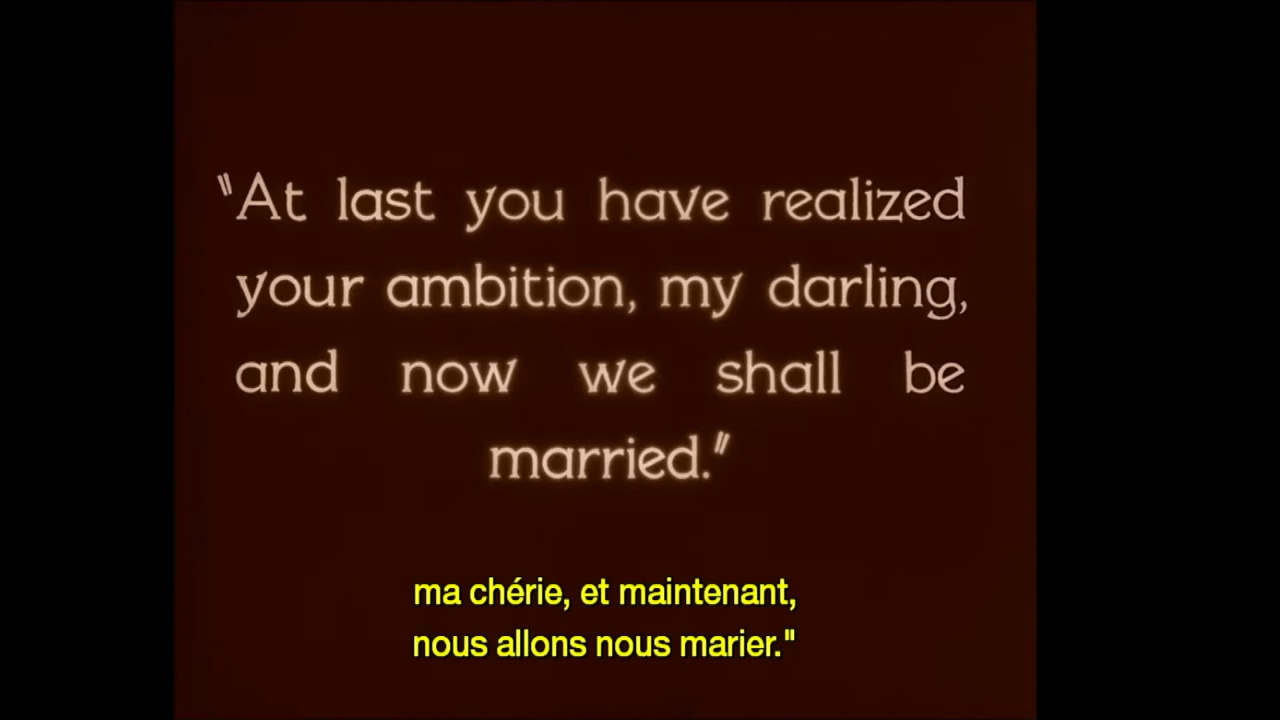 "At last you have realized
your ambition, my darling,
and now we shall be
married."
ma chérie, et maintenant,
nous allons nous marier."